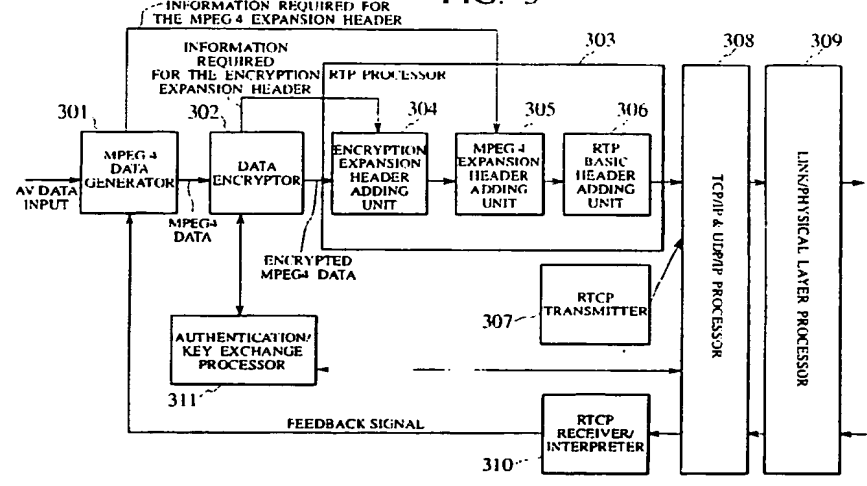 FIG. 3
INFORMATION REQUIRED FOR
THE MPEG 4 EXPANSION HEADER
INFORMATION
REQUIRED
FOR THE ENCRYPTION
EXPANSION HEADER
RTP PROCESSOR
303
308
309
301
302
304
305
306
MPEG 4
DATA
GENERATOR
DATA
ENCRYPTOR
ENCRYPTION
EXPANSION
HEADER
ADDING
UNIT
MPEG 4
EXPANSION
HEADER
ADDING UNIT
RTP
BASIC
HEADER
ADDING
UNIT
AV DATA
INPUT
MPEG4
DATA
ENCRYPTED
MPEG4 DATA
TCP/IP & UDP/IP PROCESSOR
LINK/PHYSICAL LAYER PROCESSOR
RTCP
TRANSMITTER
307
AUTHENTICATION/
KEY EXCHANGE
PROCESSOR
311
FEEDBACK SIGNAL
RTCP
RECEIVER/
INTERPRETER
310